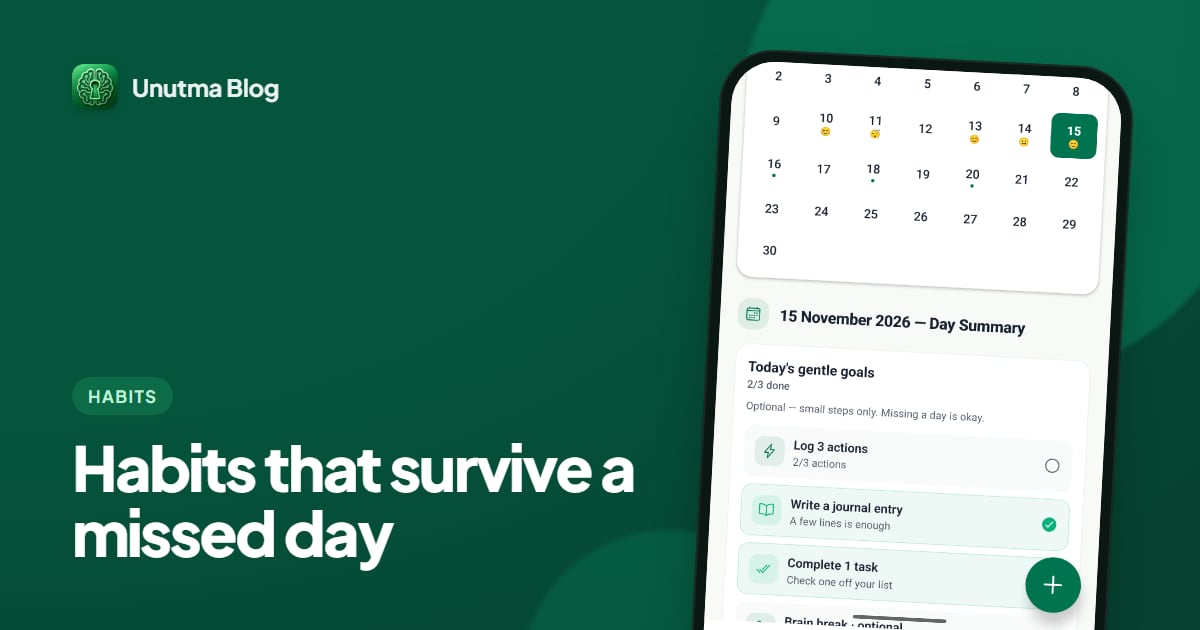 Unutma Blog
HABITS
Habits that survive a
missed day
2 3 4 5 6 7 8
9 10 11 12 13 14 15
16 17 18 19 20 21 22
23 24 25 26 27 28 29
30
15 November 2026 — Day Summary
Today's gentle goals
2/3 done
Optional — small steps only. Missing a day is okay.
Log 3 actions
2/3 actions
Write a journal entry
A few lines is enough
Complete 1 task
Check one off your list
Brain break · optional